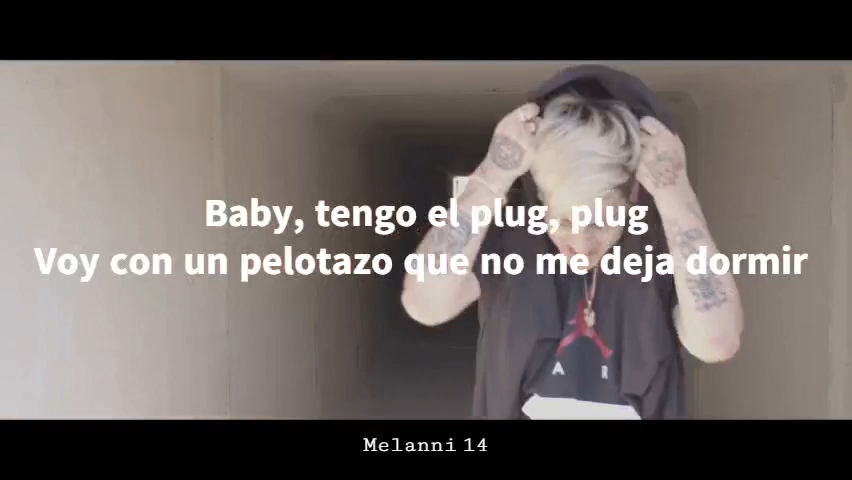 Baby, tengo el plug, plug
Voy con un pelotazo que no me deja dormir
A R
Melanni 14